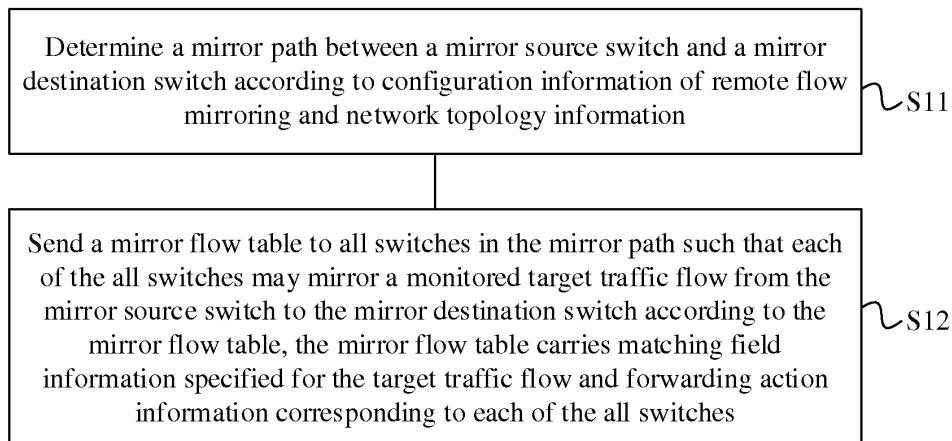 Determine a mirror path between a mirror source switch and a mirror
destination switch according to configuration information of remote flow
mirroring and network topology information
S11
Send a mirror flow table to all switches in the mirror path such that each
of the all switches may mirror a monitored target traffic flow from the
mirror source switch to the mirror destination switch according to the
mirror flow table, the mirror flow table carries matching field
information specified for the target traffic flow and forwarding action
information corresponding to each of the all switches
S12